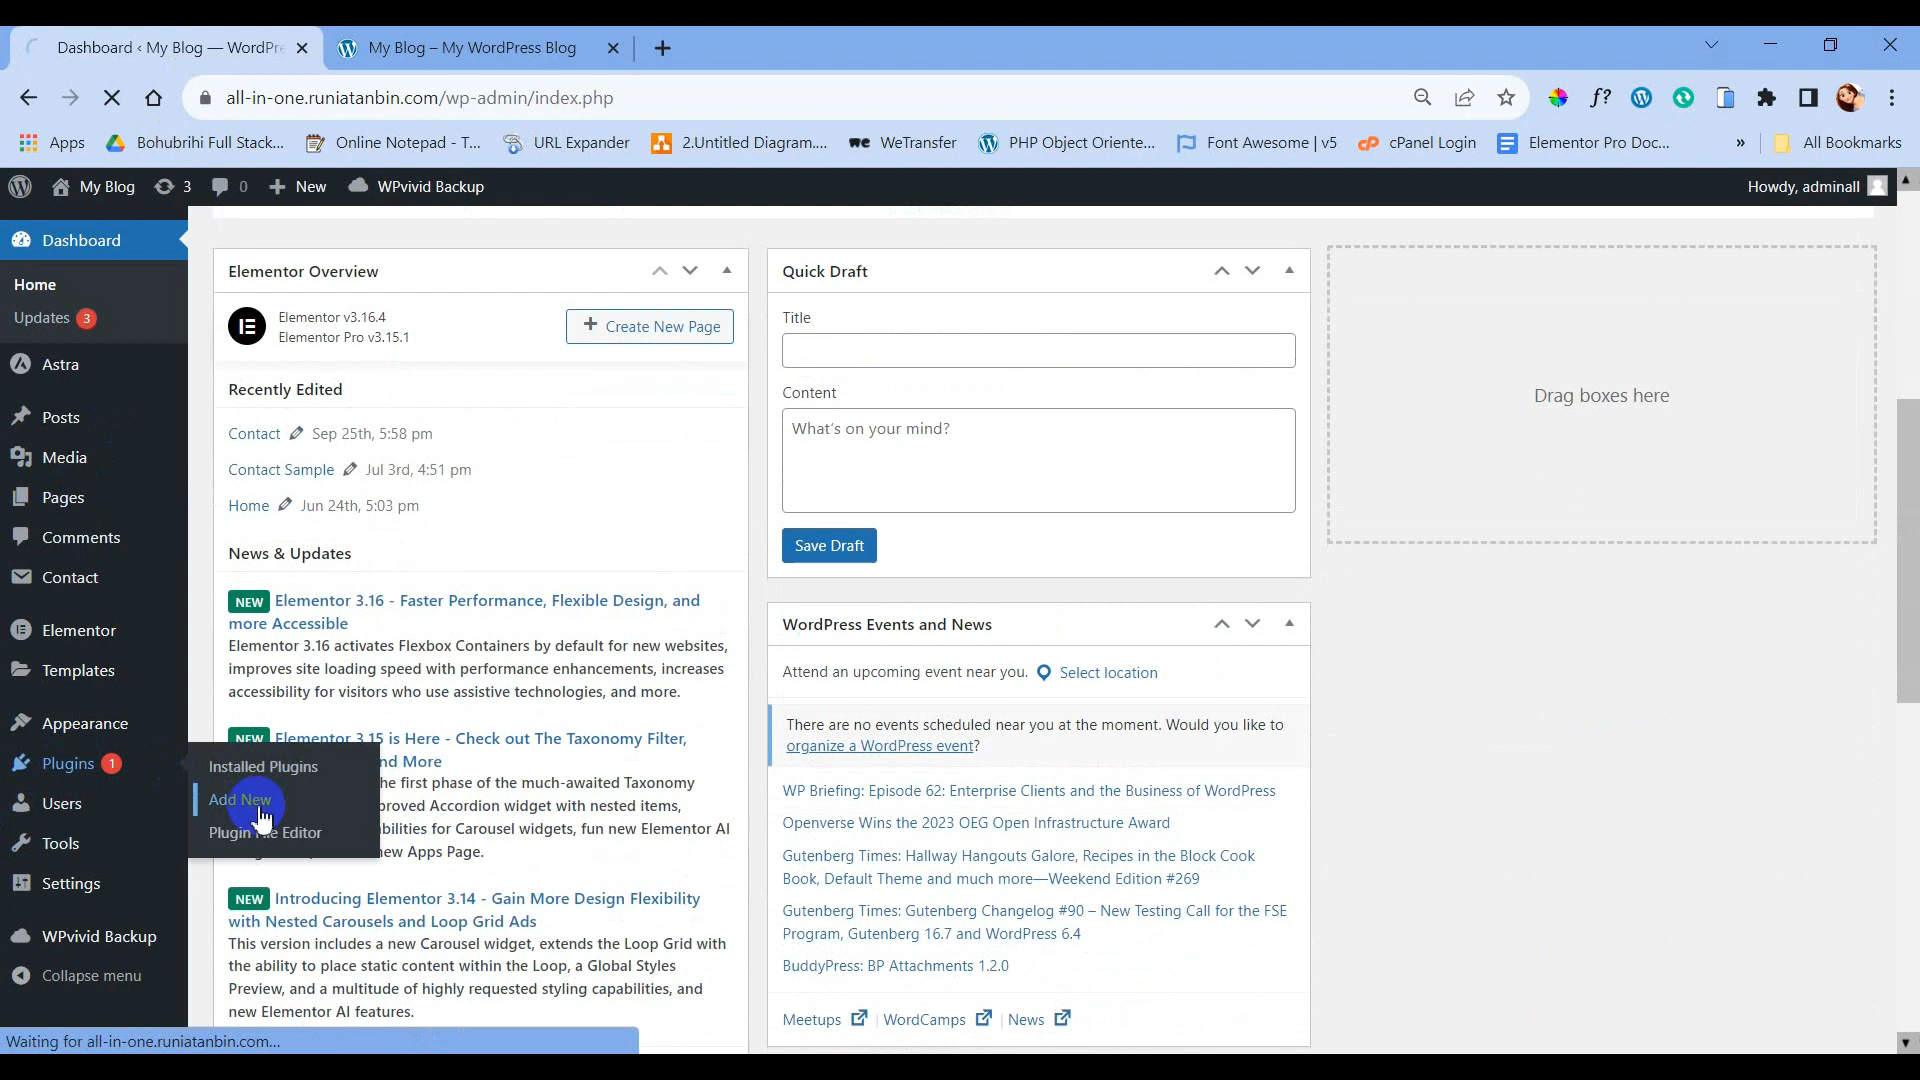 Dashboard ‹ My Blog — WordPre
My Blog – My WordPress Blog
all-in-one.runiatanbin.com/wp-admin/index.php
f?
Apps
Bohubrihi Full Stack...
Online Notepad - T...
URL Expander
2.Untitled Diagram....
WeTransfer
PHP Object Oriente...
Font Awesome | v5
cPanel Login
Elementor Pro Doc...
»
All Bookmarks
My Blog
3
0
New
WPvivid Backup
Howdy, adminall
Dashboard
Home
Updates 3
Astra
Posts
Media
Pages
Comments
Contact
Elementor
Templates
Appearance
Plugins 1
Users
Tools
Settings
WPvivid Backup
Collapse menu
Installed Plugins
Add New
Plugin Editor
Elementor Overview
Elementor v3.16.4
Elementor Pro v3.15.1
+ Create New Page
Recently Edited
Contact Sep 25th, 5:58 pm
Contact Sample Jul 3rd, 4:51 pm
Home Jun 24th, 5:03 pm
News & Updates
NEW Elementor 3.16 - Faster Performance, Flexible Design, and
more Accessible
Elementor 3.16 activates Flexbox Containers by default for new websites,
improves site loading speed with performance enhancements, increases
accessibility for visitors who use assistive technologies, and more.
NEW Elementor 3.15 is Here - Check out The Taxonomy Filter,
nd More
he first phase of the much-awaited Taxonomy
proved Accordion widget with nested items,
bilities for Carousel widgets, fun new Elementor AI
ew Apps Page.
NEW Introducing Elementor 3.14 - Gain More Design Flexibility
with Nested Carousels and Loop Grid Ads
This version includes a new Carousel widget, extends the Loop Grid with
the ability to place static content within the Loop, a Global Styles
Preview, and a multitude of highly requested styling capabilities, and
new Elementor AI features.
Quick Draft
Title
Content
What's on your mind?
Save Draft
WordPress Events and News
Attend an upcoming event near you. Select location
There are no events scheduled near you at the moment. Would you like to
organize a WordPress event?
WP Briefing: Episode 62: Enterprise Clients and the Business of WordPress
Openverse Wins the 2023 OEG Open Infrastructure Award
Gutenberg Times: Hallway Hangouts Galore, Recipes in the Block Cook
Book, Default Theme and much more—Weekend Edition #269
Gutenberg Times: Gutenberg Changelog #90 – New Testing Call for the FSE
Program, Gutenberg 16.7 and WordPress 6.4
BuddyPress: BP Attachments 1.2.0
Meetups | WordCamps | News
Drag boxes here
Waiting for all-in-one.runiatanbin.com...